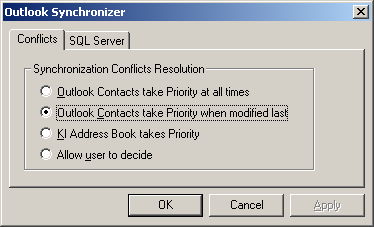 Outlook Synchronizer
Conflicts SQL Server
Synchronization Conflicts Resolution
Outlook Contacts take Priority at all times
Outlook Contacts take Priority when modified last
KI Address Book takes Priority
Allow user to decide
OK Cancel Apply